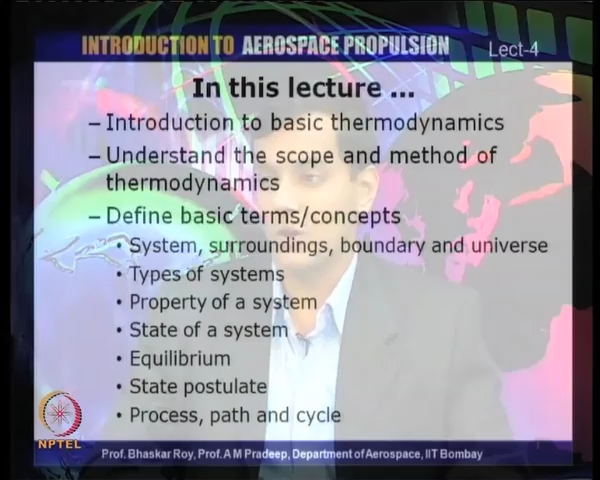 INTRODUCTION TO AEROSPACE PROPULSION Lect-4
In this lecture ...
– Introduction to basic thermodynamics
– Understand the scope and method of
thermodynamics
– Define basic terms/concepts
• System, surroundings, boundary and universe
• Types of systems
• Property of a system
• State of a system
• Equilibrium
• State postulate
• Process, path and cycle
NPTEL
Prof. Bhaskar Roy, Prof. A M Pradeep, Department of Aerospace, IIT Bombay